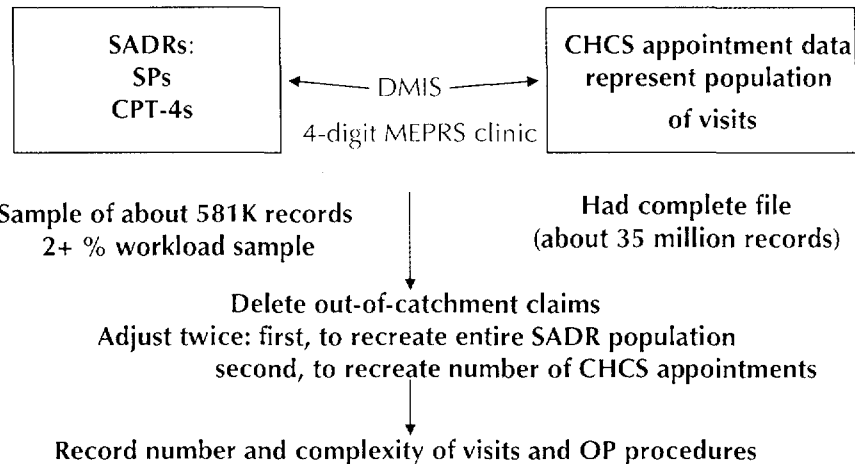 SADRs:
SPs
CPT-4s
DMIS
4-digit MEPRS clinic
CHCS appointment data
represent population
of visits
Sample of about 581K records
2+ % workload sample
Had complete file
(about 35 million records)
Delete out-of-catchment claims
Adjust twice: first, to recreate entire SADR population
second, to recreate number of CHCS appointments
Record number and complexity of visits and OP procedures